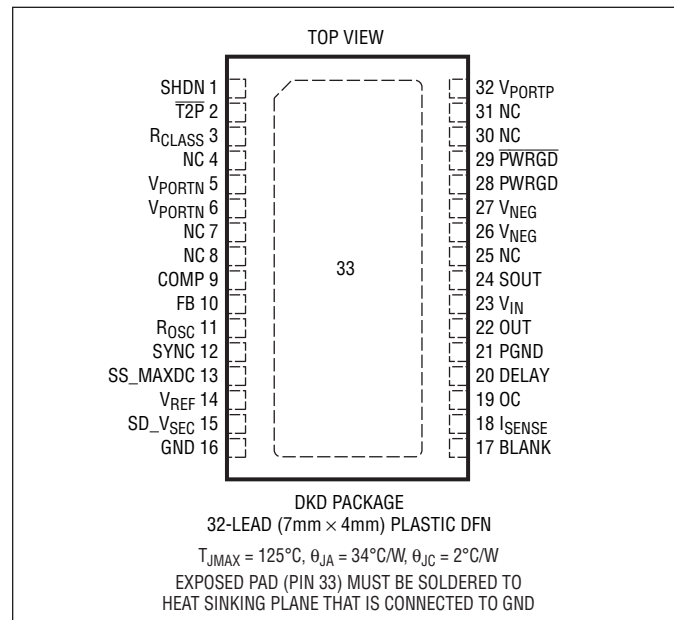 TOP VIEW
SHDN 1
T2P 2
RCLASS 3
NC 4
VPORTN 5
VPORTN 6
NC 7
NC 8
COMP 9
FB 10
ROSC 11
SYNC 12
SS_MAXDC 13
VREF 14
SD_VSEC 15
GND 16
33
32 VPORTP
31 NC
30 NC
29 PWRGD
28 PWRGD
27 VNEG
26 VNEG
25 NC
24 SOUT
23 VIN
22 OUT
21 PGND
20 DELAY
19 OC
18 ISENSE
17 BLANK
DKD PACKAGE
32-LEAD (7mm × 4mm) PLASTIC DFN
TJMAX = 125°C, θJA = 34°C/W, θJC = 2°C/W
EXPOSED PAD (PIN 33) MUST BE SOLDERED TO
HEAT SINKING PLANE THAT IS CONNECTED TO GND